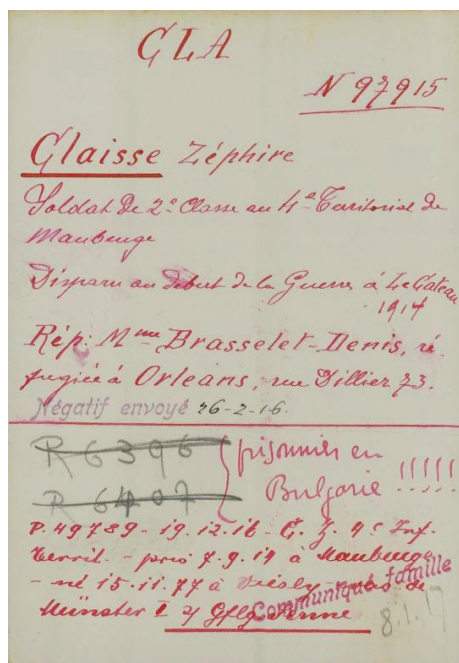 GLA
N 97915
Glaisse Zéphire
Soldat de 2e Classe au 4e Territorial de
Maubeuge
Disparu au début de la Guerre à Le Cateau
1914
Rép: Mme Brasselet-Denis, ré
fugiée à Orléans, rue Dillier 73.
Négatif envoyé 26-2-16.
R 6396
R 6407
prisonnier en
Bulgarie !!!!!
P. 49789 - 19.12.16 - G. Z. 4e Inf.
Territ. - pris 7.9.14 à Maubeuge
- né 15.11.77 à
Münster I
Communiqué famille
8.1.17